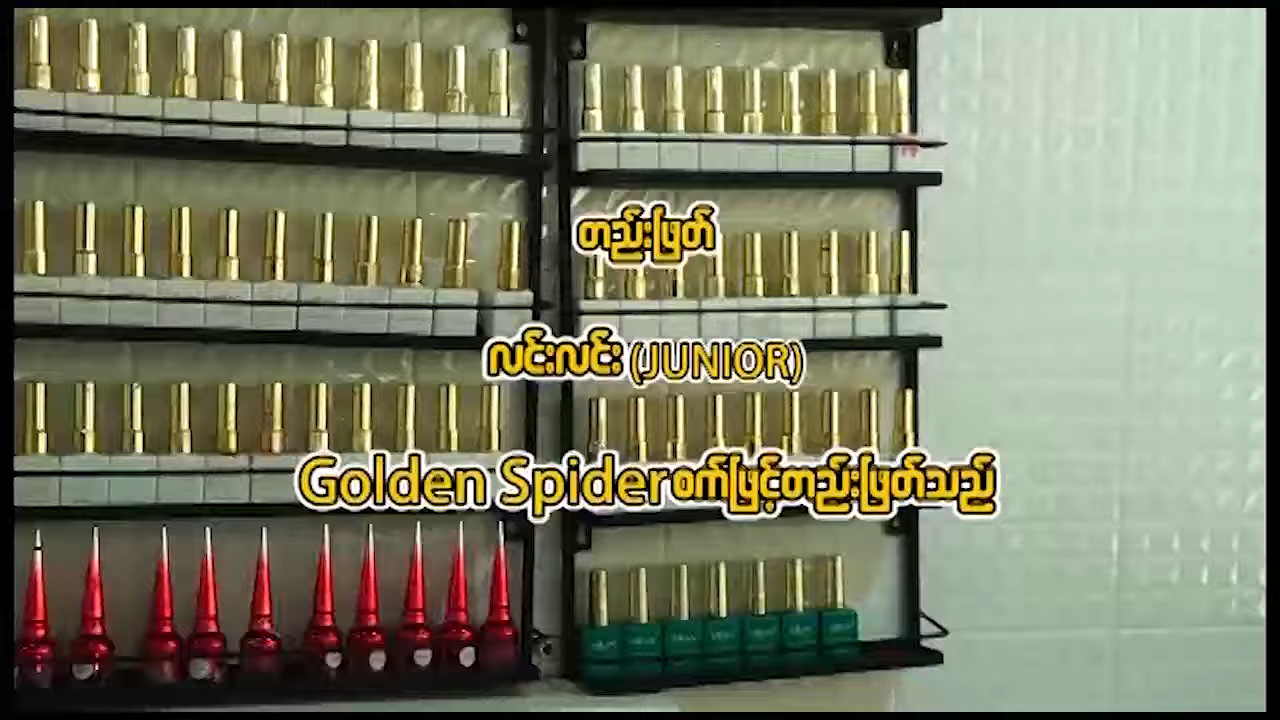 တည်းဖြတ်
လင်းလင်း (JUNIOR)
Golden Spiderစက်ဖြင့်တည်းဖြတ်သည်